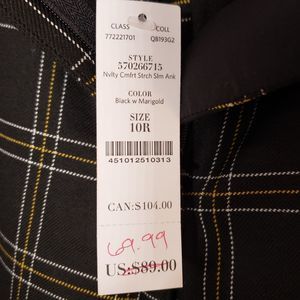 CLASS COLL
772221701 QB193G2
STYLE
570266715
Nvlty Cmfrt Strch Slm Ank
COLOR
Black w Marigold
SIZE
10R
451012510313
CAN:$104.00
69.99
US:$89.00